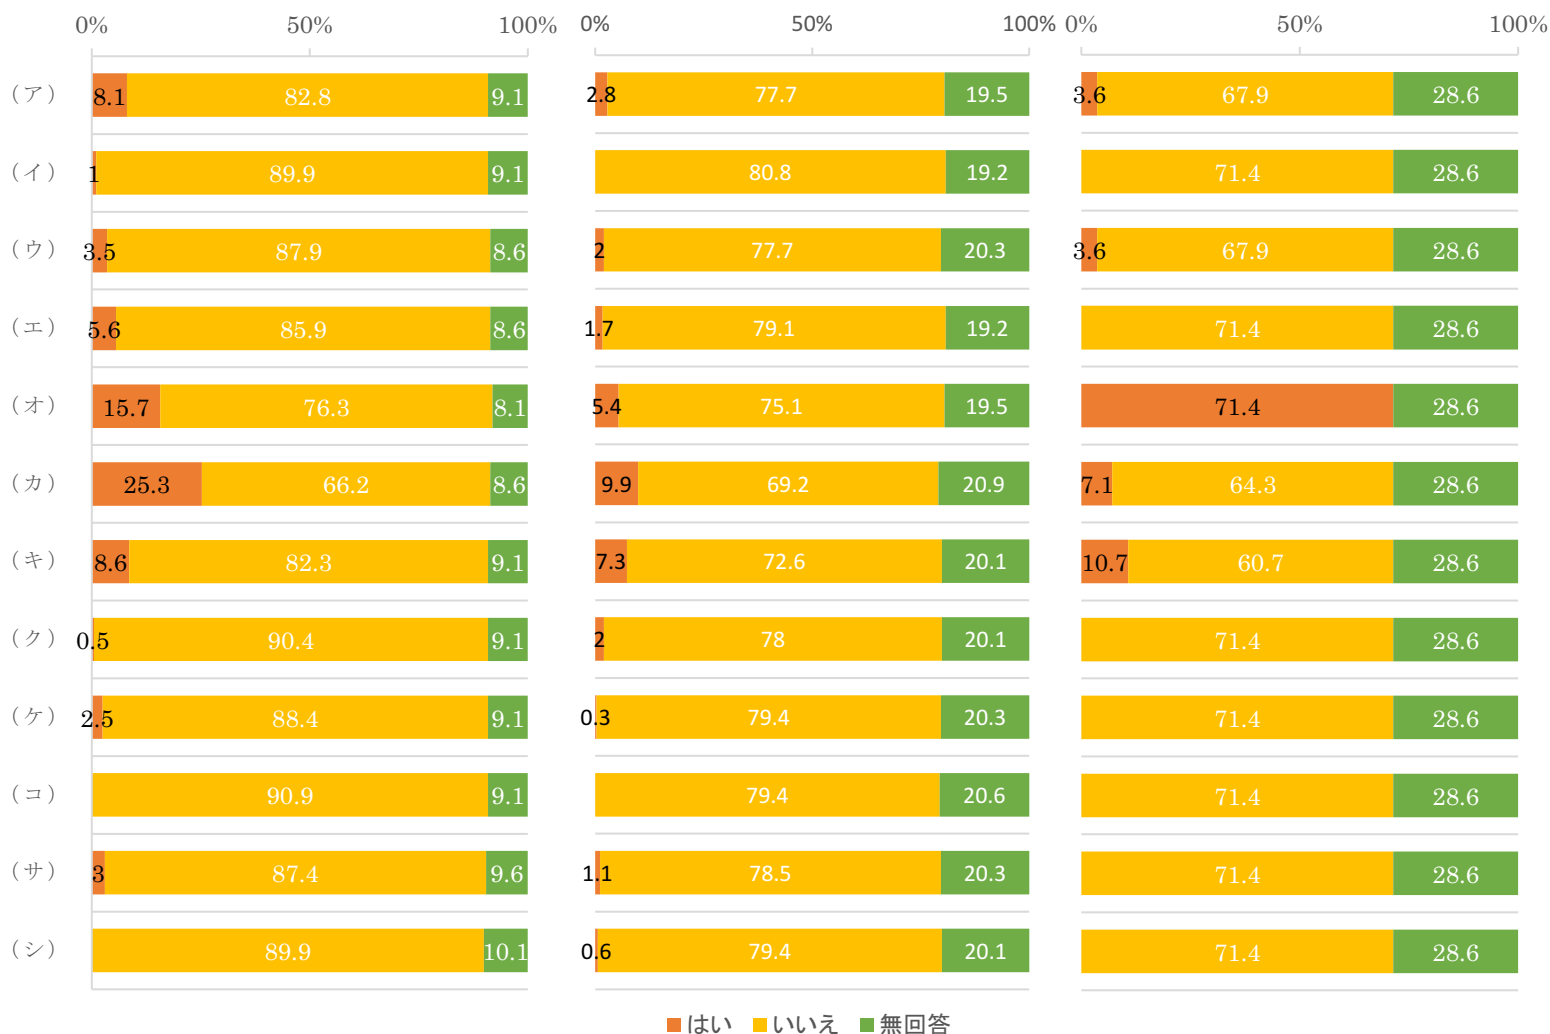 0% 50% 100% 0% 50% 100% 0% 50% 100%
（ア） 8.1 82.8 9.1 2.8 77.7 19.5 3.6 67.9 28.6
（イ） 1 89.9 9.1 80.8 19.2 71.4 28.6
（ウ） 3.5 87.9 8.6 2 77.7 20.3 3.6 67.9 28.6
（エ） 5.6 85.9 8.6 1.7 79.1 19.2 71.4 28.6
（オ） 15.7 76.3 8.1 5.4 75.1 19.5 71.4 28.6
（カ） 25.3 66.2 8.6 9.9 69.2 20.9 7.1 64.3 28.6
（キ） 8.6 82.3 9.1 7.3 72.6 20.1 10.7 60.7 28.6
（ク） 0.5 90.4 9.1 2 78 20.1 71.4 28.6
（ケ） 2.5 88.4 9.1 0.3 79.4 20.3 71.4 28.6
（コ） 90.9 9.1 79.4 20.6 71.4 28.6
（サ） 3 87.4 9.6 1.1 78.5 20.3 71.4 28.6
（シ） 89.9 10.1 0.6 79.4 20.1 71.4 28.6
はい いいえ 無回答